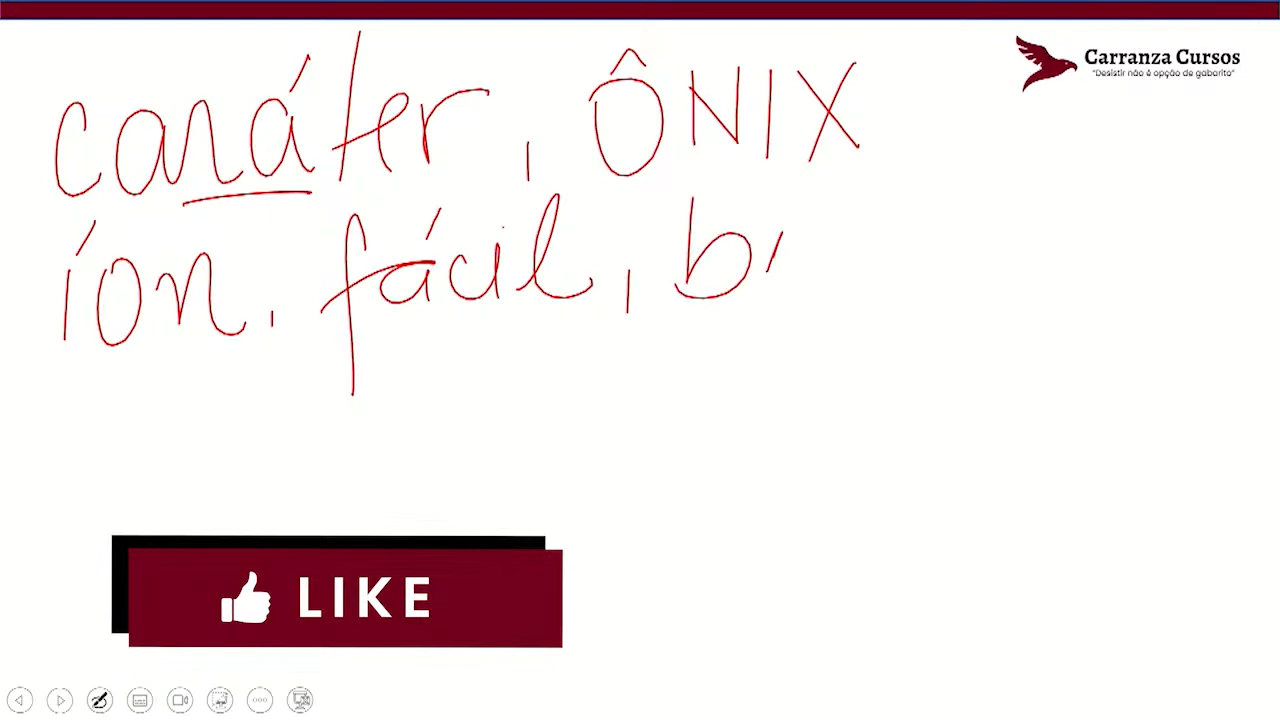 Carranza Cursos
"Desistir não é opção de gabarito"
caráter, ÔNIX
íon, fácil, b
LIKE